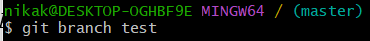 nikak@DESKTOP-OGHBF9E MINGW64 / (master)
$ git branch test